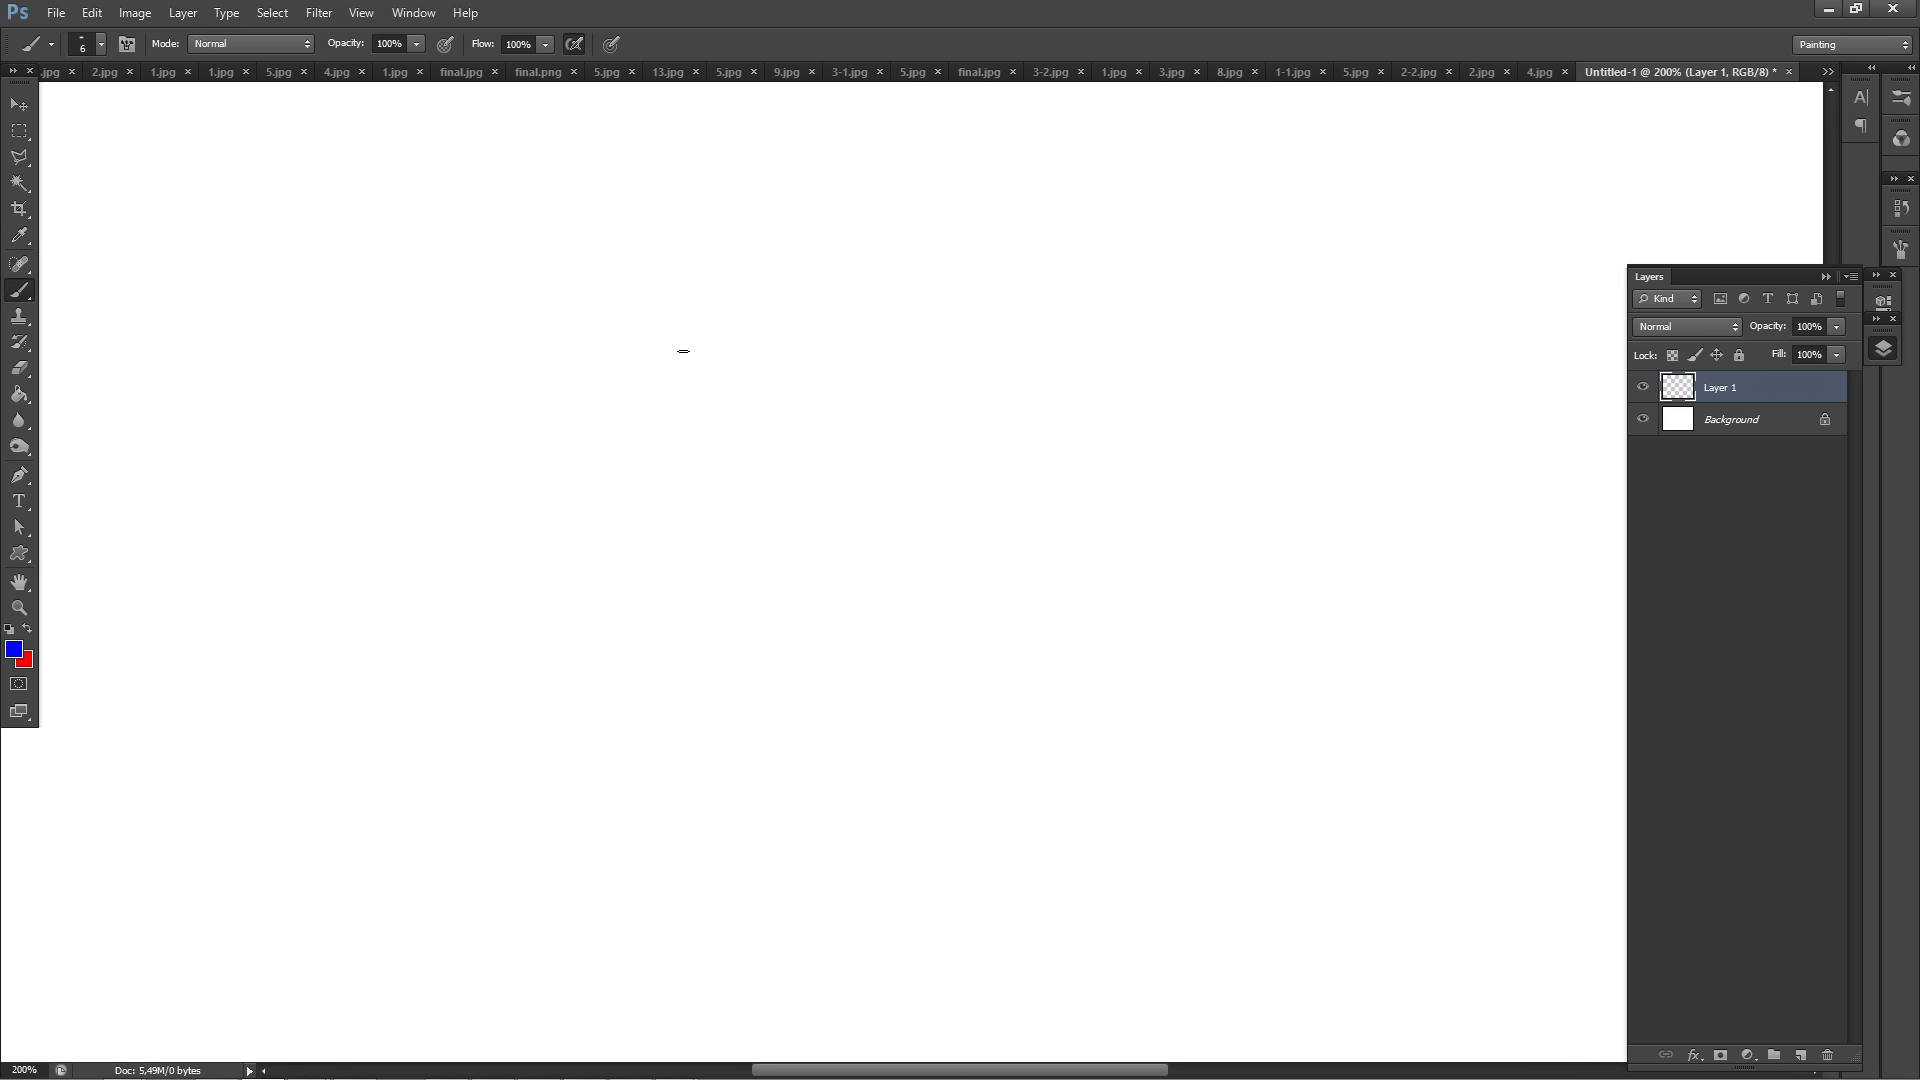 Ps File Edit Image Layer Type Select Filter View Window Help
6 Mode: Normal Opacity: 100% Flow: 100% Painting
.jpg × 2.jpg × 1.jpg × 1.jpg × 5.jpg × 4.jpg × 1.jpg × final.jpg × final.png × 5.jpg × 13.jpg × 5.jpg × 9.jpg × 3-1.jpg × 5.jpg × final.jpg × 3-2.jpg × 1.jpg × 3.jpg × 8.jpg × 1-1.jpg × 5.jpg × 2-2.jpg × 2.jpg × 4.jpg × Untitled-1 @ 200% (Layer 1, RGB/8) * ×
Layers
Kind
Normal Opacity: 100%
Lock: Fill: 100%
Layer 1
Background
fx
200% Doc: 5,49M/0 bytes